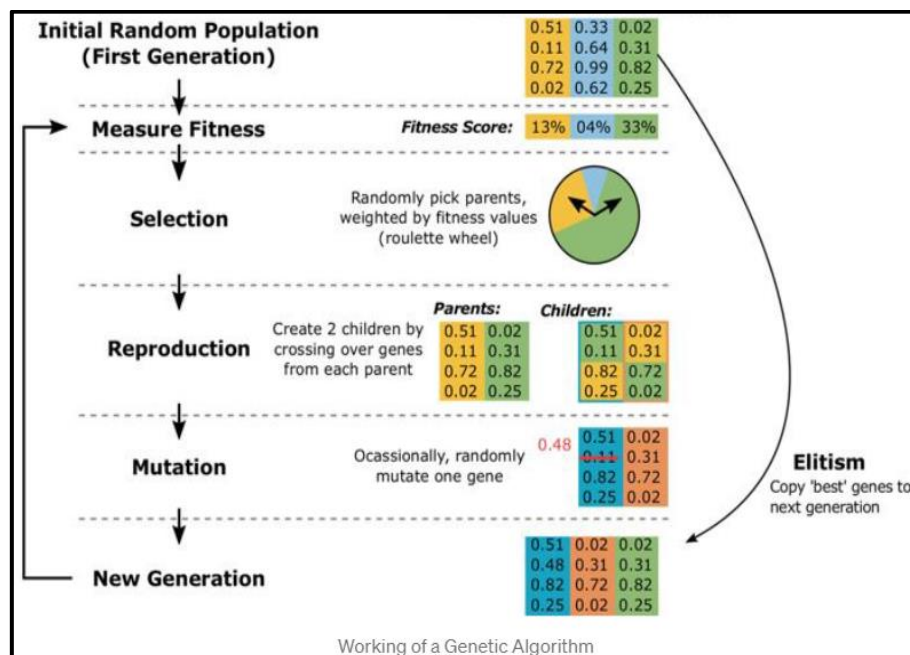 Initial Random Population
(First Generation)
0.51 0.33 0.02
0.11 0.64 0.31
0.72 0.99 0.82
0.02 0.62 0.25
Measure Fitness
Fitness Score: 13% 04% 33%
Selection
Randomly pick parents,
weighted by fitness values
(roulette wheel)
Reproduction
Create 2 children by
crossing over genes
from each parent
Parents:
0.51 0.02
0.11 0.31
0.72 0.82
0.02 0.25
Children:
0.51 0.02
0.11 0.31
0.82 0.72
0.25 0.02
Mutation
Ocassionally, randomly
mutate one gene
0.48
0.51 0.02
0.11 0.31
0.82 0.72
0.25 0.02
Elitism
Copy 'best' genes to
next generation
New Generation
0.51 0.02 0.02
0.48 0.31 0.31
0.82 0.72 0.82
0.25 0.02 0.25
Working of a Genetic Algorithm